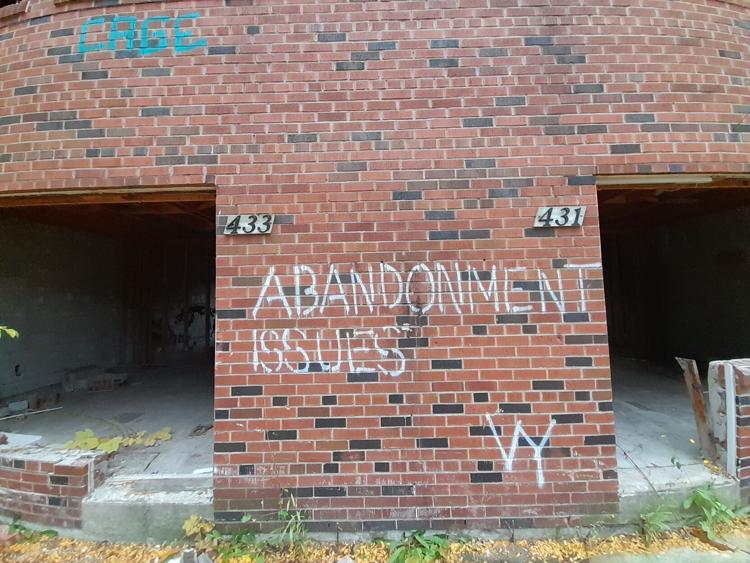 CAGE
433
431
ABANDONMENT
ISSUES
VY